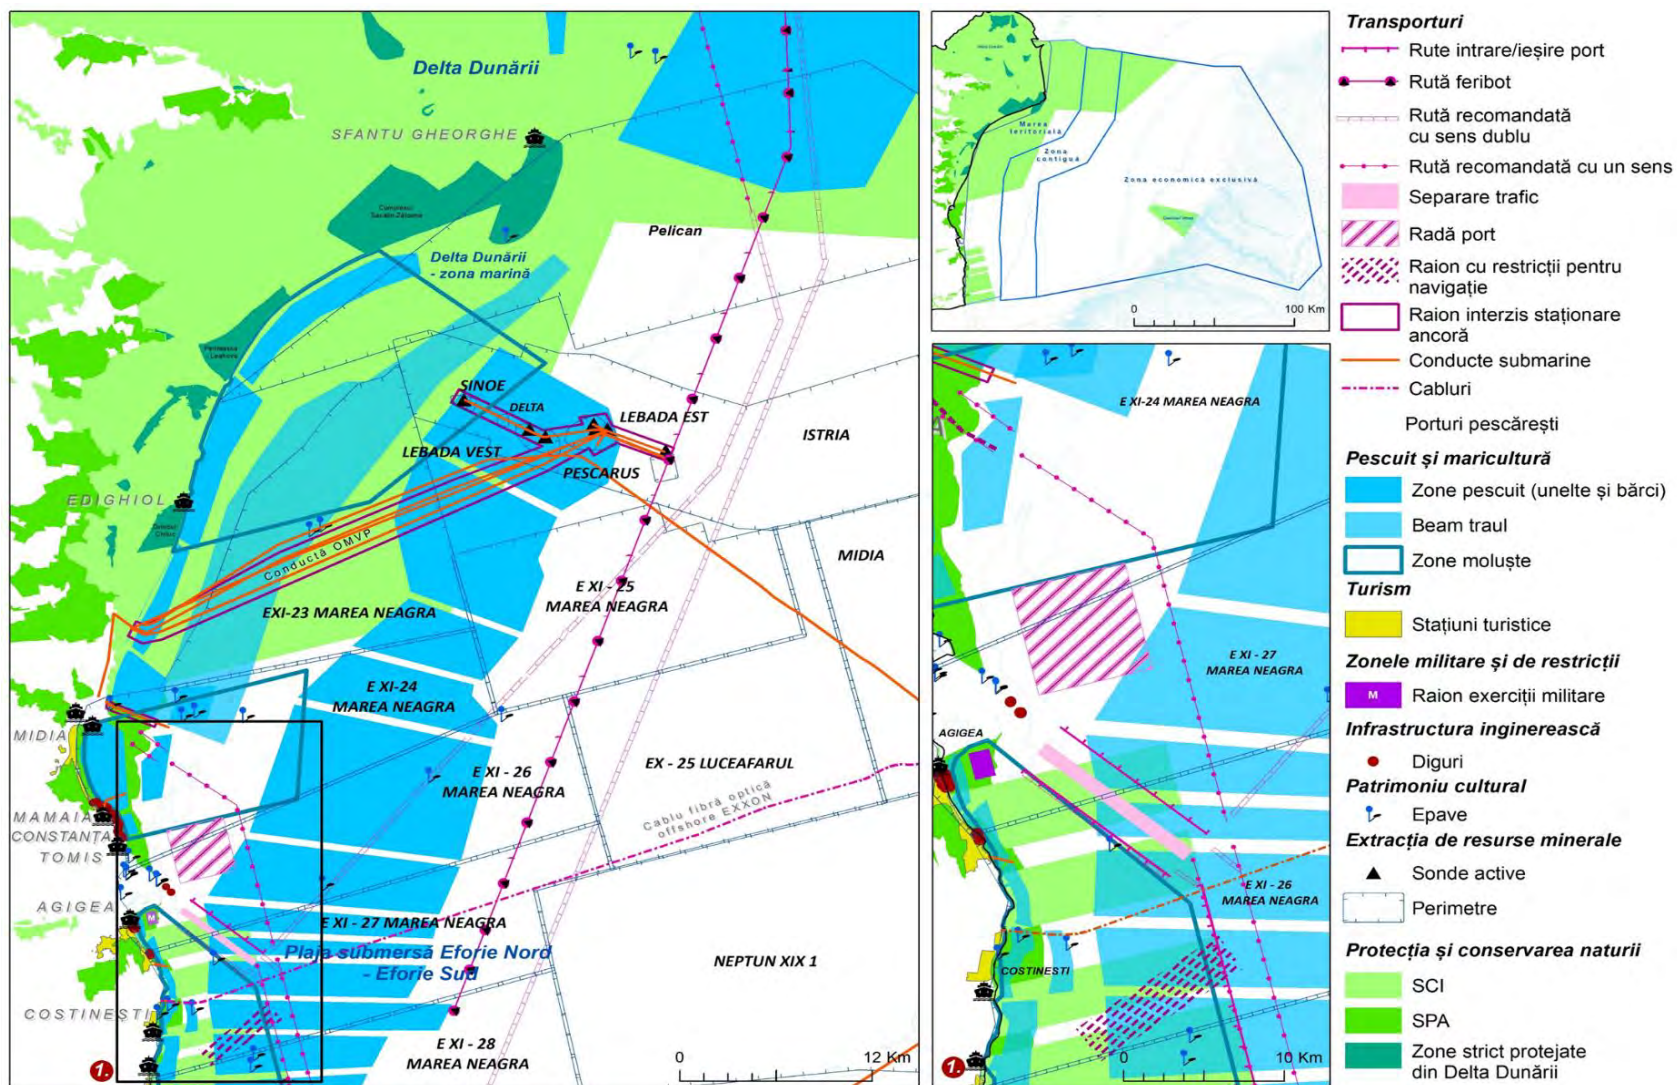 Delta Dunării
SFANTU GHEORGHE
Pelican
Delta Dunării
- zona marină
SINOE
DELTA
LEBADA EST
ISTRIA
LEBADA VEST
PESCARUS
EDIGHIOL
Conductă OMVP
MIDIA
E XI - 25
MAREA NEAGRA
EXI-23 MAREA NEAGRA
E XI-24
MAREA NEAGRA
MIDIA
E XI - 26
MAREA NEAGRA
EX - 25 LUCEAFARUL
Cablu fibră optică
offshore EXXON
MAMAIA
CONSTANȚA
TOMIS
AGIGEA
M
E XI - 27 MAREA NEAGRA
Plaja submersă Eforie Nord
- Eforie Sud
NEPTUN XIX 1
COSTINEȘTI
E XI - 28
MAREA NEAGRA
1.
0 12 Km
Marea
teritorială
Zona
contiguă
Zona economică exclusivă
0 100 Km
E XI-24 MAREA NEAGRA
E XI - 27
MAREA NEAGRA
AGIGEA
E XI - 26
MAREA NEAGRA
COSTINESTI
1.
0 10 Km
Transporturi
Rute intrare/ieșire port
Rută feribot
Rută recomandată
cu sens dublu
Rută recomandată cu un sens
Separare trafic
Radă port
Raion cu restricții pentru
navigație
Raion interzis staționare
ancoră
Conducte submarine
Cabluri
Porturi pescărești
Pescuit și maricultură
Zone pescuit (unelte și bărci)
Beam traul
Zone moluște
Turism
Stațiuni turistice
Zonele militare și de restricții
M
Raion exerciții militare
Infrastructura inginerească
Diguri
Patrimoniu cultural
Epave
Extracția de resurse minerale
Sonde active
Perimetre
Protecția și conservarea naturii
SCI
SPA
Zone strict protejate
din Delta Dunării